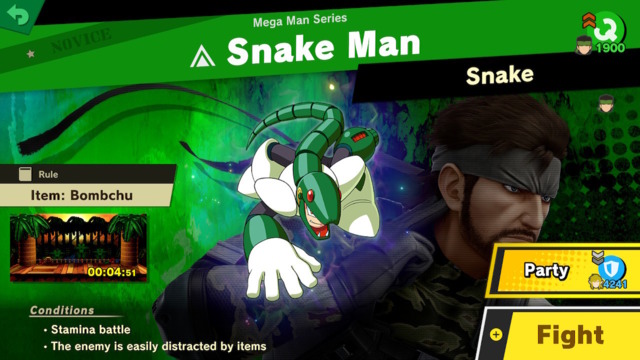 Mega Man Series
NOVICE
Snake Man
1900
Snake
Rule
Item: Bombchu
00:04:51
Party
4241
Conditions
• Stamina battle
• The enemy is easily distracted by items
Fight